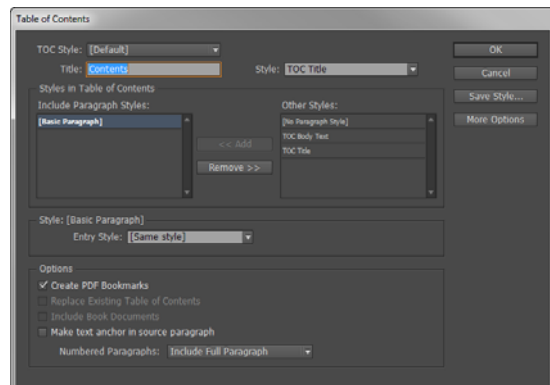 Table of Contents
TOC Style: [Default]
OK
Title: Contents
Style: TOC Title
Cancel
Styles in Table of Contents
Save Style...
Include Paragraph Styles:
Other Styles:
More Options
[Basic Paragraph]
[No Paragraph Style]
TOC Body Text
<< Add
TOC Title
Remove >>
Style: [Basic Paragraph]
Entry Style: [Same style]
Options
Create PDF Bookmarks
Replace Existing Table of Contents
Include Book Documents
Make text anchor in source paragraph
Numbered Paragraphs: Include Full Paragraph